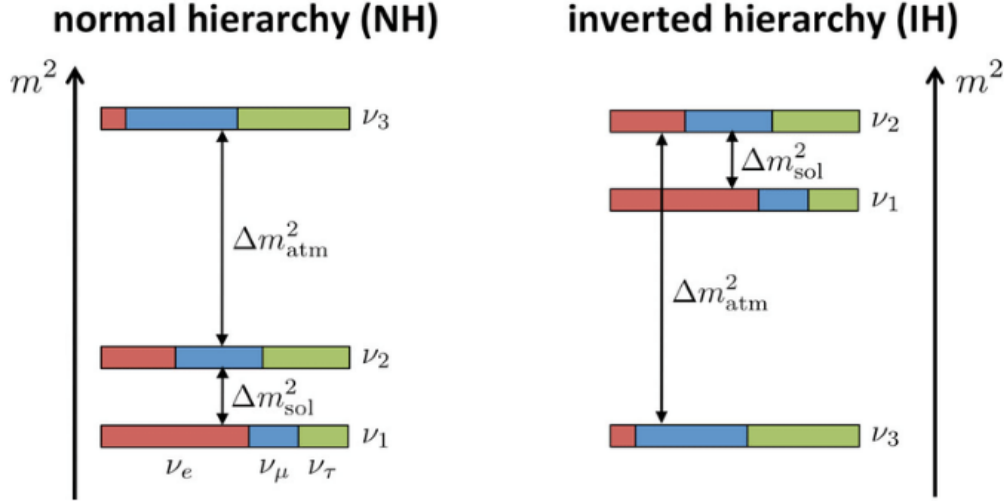 normal hierarchy (NH)
m²
ν₃
Δm²atm
ν₂
Δm²sol
ν₁
νe νμ ντ
inverted hierarchy (IH)
m²
ν₂
Δm²sol
ν₁
Δm²atm
ν₃